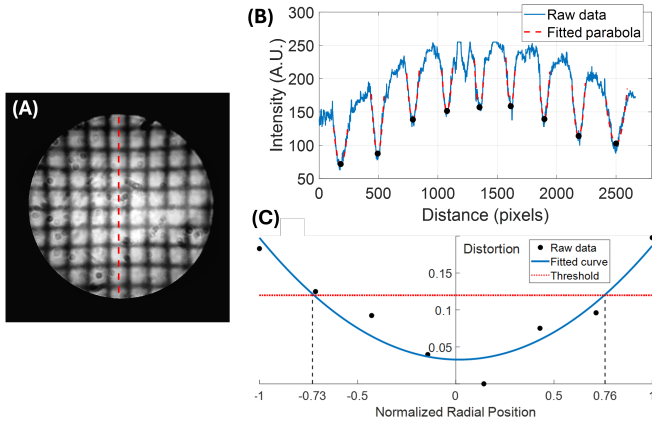 (A)
(B)
300
250
200
150
100
50
Intensity (A.U.)
0 500 1000 1500 2000 2500
Distance (pixels)
Raw data
Fitted parabola
(C)
Distortion
Raw data
Fitted curve
Threshold
0.15
0.1
0.05
-1 -0.73 -0.5 0 0.5 0.76 1
Normalized Radial Position